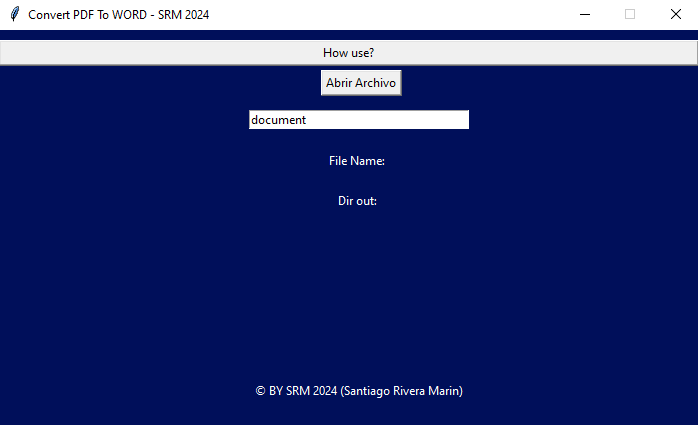 Convert PDF To WORD - SRM 2024
How use?
Abrir Archivo
document
File Name:
Dir out:
© BY SRM 2024 (Santiago Rivera Marin)